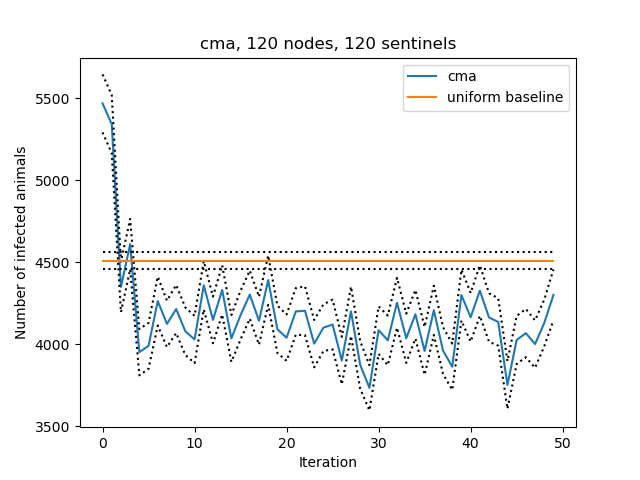 cma, 120 nodes, 120 sentinels
cma
uniform baseline
Number of infected animals
5500
5000
4500
4000
3500
0 10 20 30 40 50
Iteration